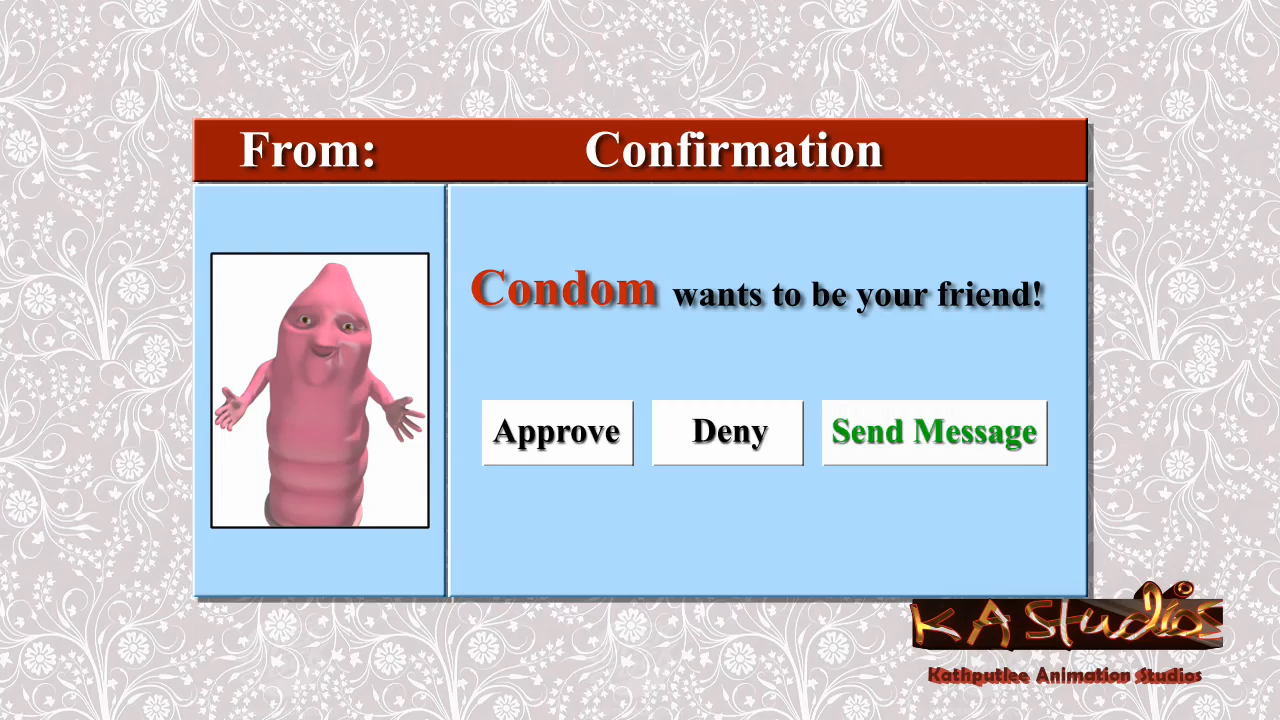 From: Confirmation
Condom wants to be your friend!
Approve Deny Send Message
KA Studios
Kathputlee Animation Studios